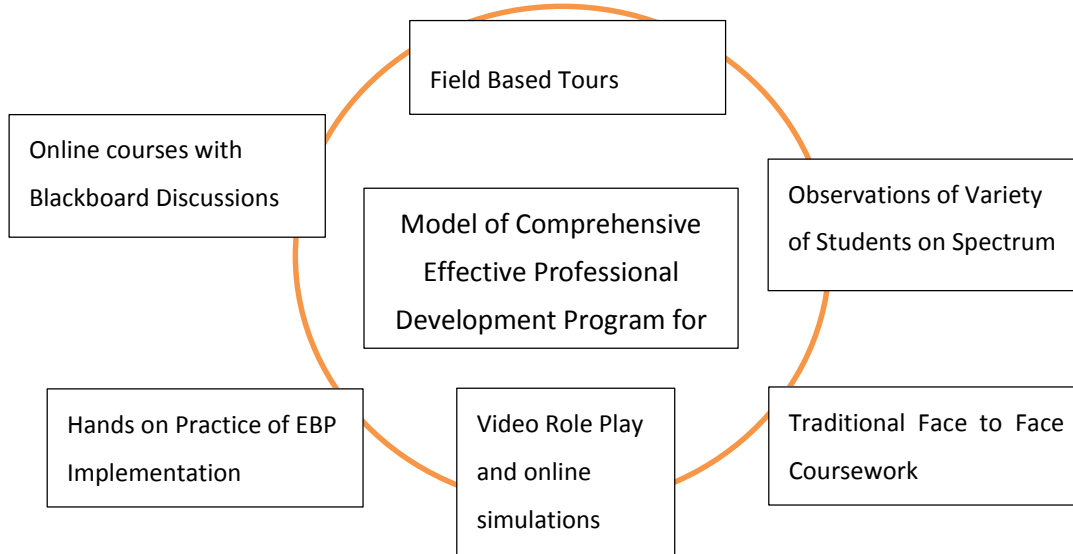 Field Based Tours
Online courses with
Blackboard Discussions
Observations of Variety
of Students on Spectrum
Model of Comprehensive
Effective Professional
Development Program for
Hands on Practice of EBP
Implementation
Video Role Play
and online
simulations
Traditional Face to Face
Coursework